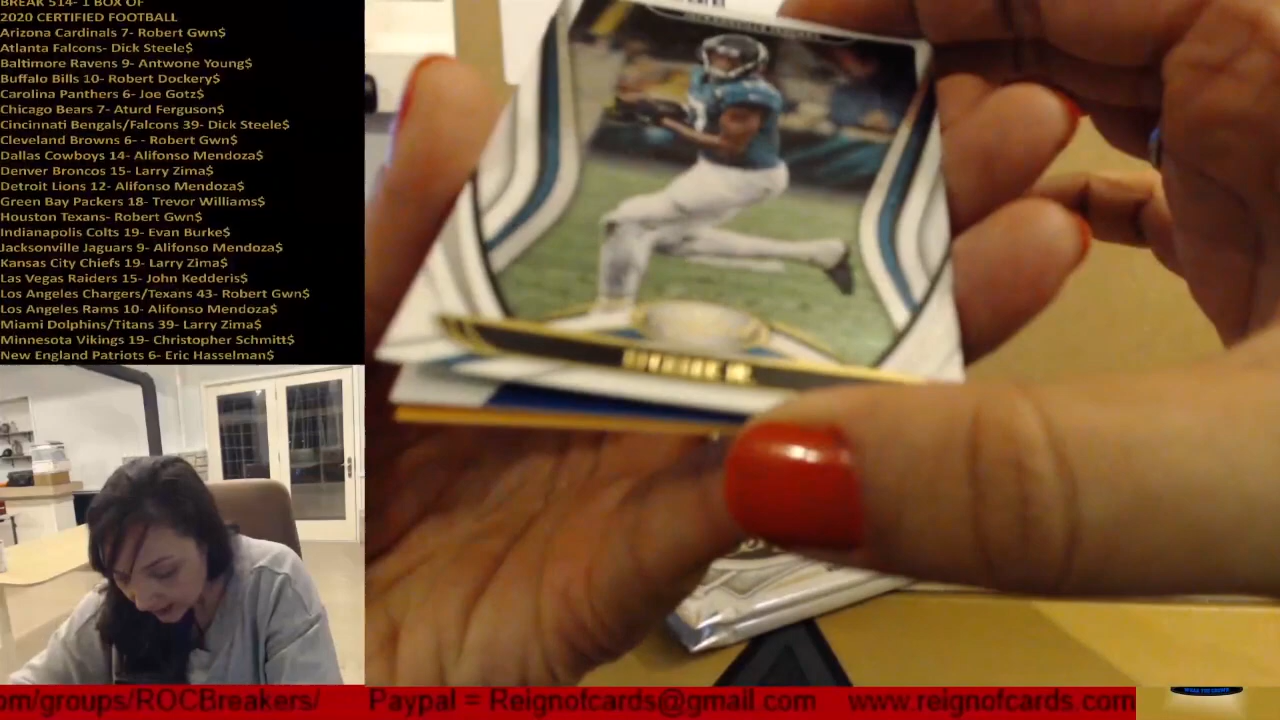 BREAK 514- 1 BOX OF
2020 CERTIFIED FOOTBALL
Arizona Cardinals 7- Robert Gwn$
Atlanta Falcons- Dick Steele$
Baltimore Ravens 9- Antwone Young$
Buffalo Bills 10- Robert Dockery$
Carolina Panthers 6- Joe Gotz$
Chicago Bears 7- Aturd Ferguson$
Cincinnati Bengals/Falcons 39- Dick Steele$
Cleveland Browns 6- - Robert Gwn$
Dallas Cowboys 14- Alifonso Mendoza$
Denver Broncos 15- Larry Zima$
Detroit Lions 12- Alifonso Mendoza$
Green Bay Packers 18- Trevor Williams$
Houston Texans- Robert Gwn$
Indianapolis Colts 19- Evan Burke$
Jacksonville Jaguars 9- Alifonso Mendoza$
Kansas City Chiefs 19- Larry Zima$
Las Vegas Raiders 15- John Kedderis$
Los Angeles Chargers/Texans 43- Robert Gwn$
Los Angeles Rams 10- Alifonso Mendoza$
Miami Dolphins/Titans 39- Larry Zima$
Minnesota Vikings 19- Christopher Schmitt$
New England Patriots 6- Eric Hasselman$
om/groups/ROCBreakers/ Paypal = Reignofcards@gmail.com www.reignofcards.com